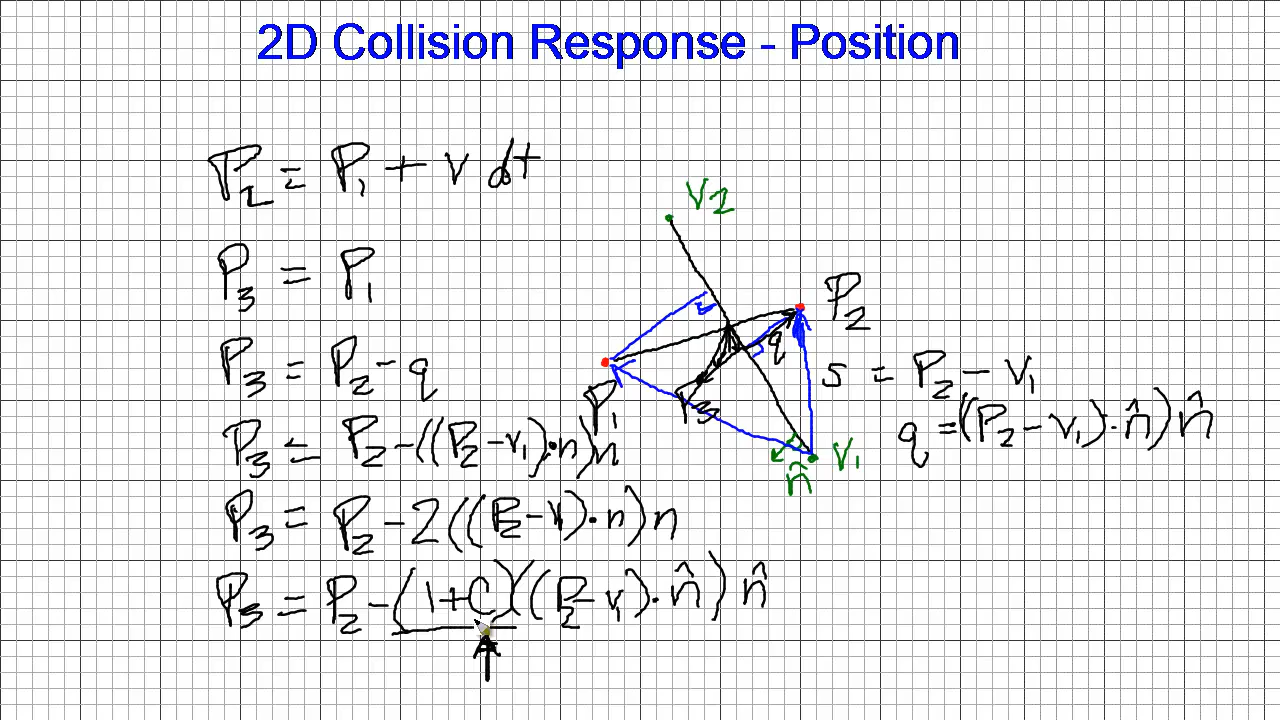 2D Collision Response - Position
P₂ = P₁ + v dt
P₃ = P₁
P₃ = P₂ - q
P₃ = P₂ - ((P₂ - v₁)·n)n̂
P₃ = P₂ - 2((P₂ - v₁)·n)n
P₃ = P₂ - (1+C)((P₂ - v₁)·n̂)n̂
V2
P₂
q
P₁
P₃
n̂
V₁
s = P₂ - V₁
q = ((P₂ - V₁)·n̂)n̂